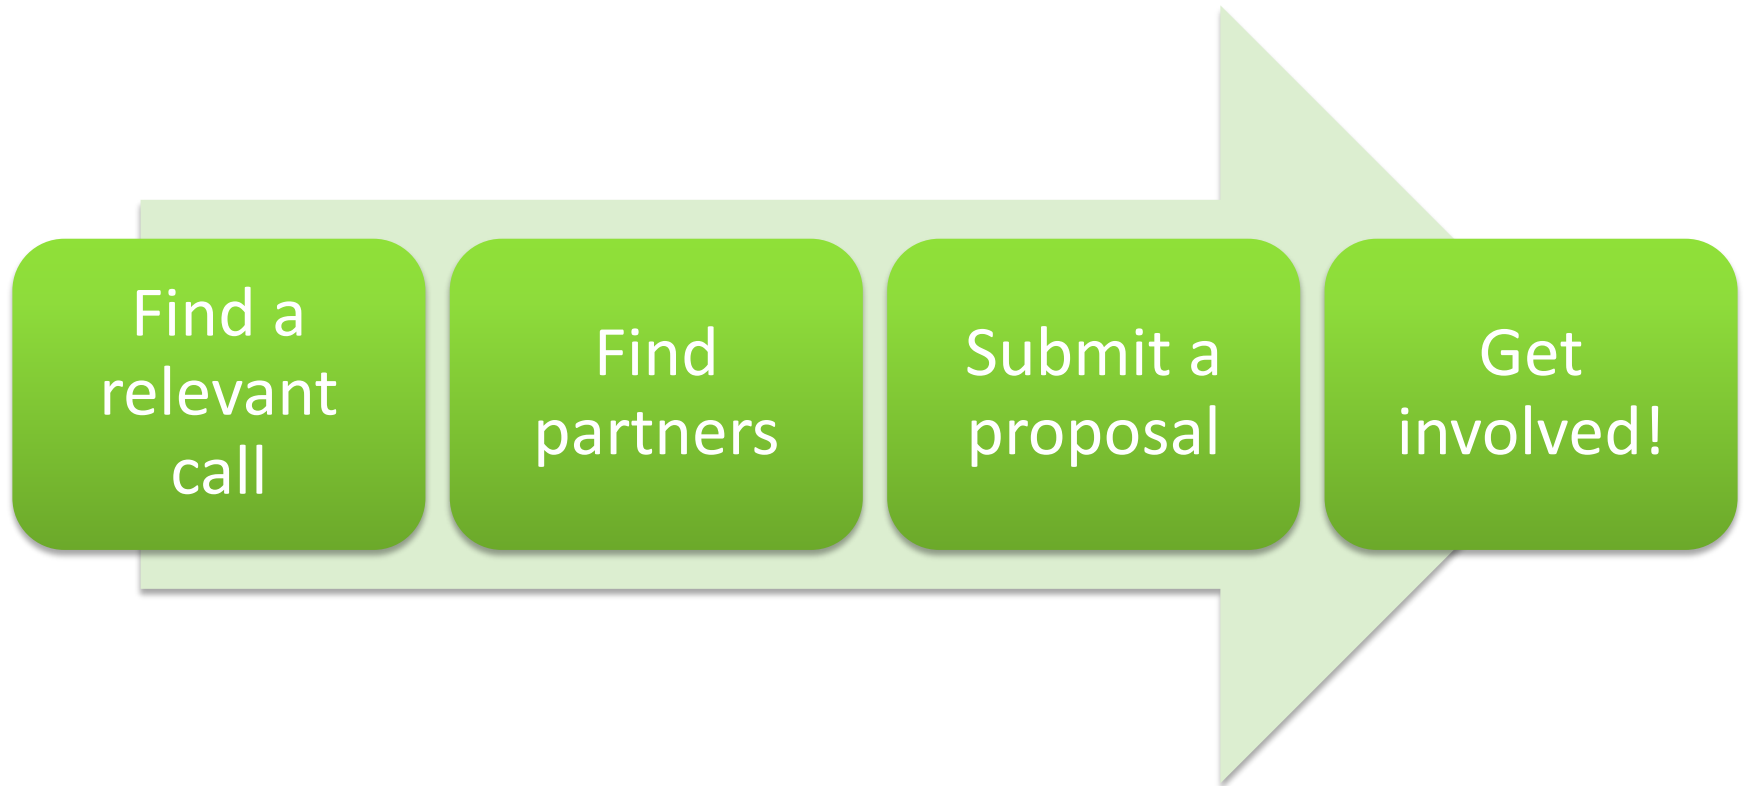 Find a
relevant
call
Find
partners
Submit a
proposal
Get
involved!